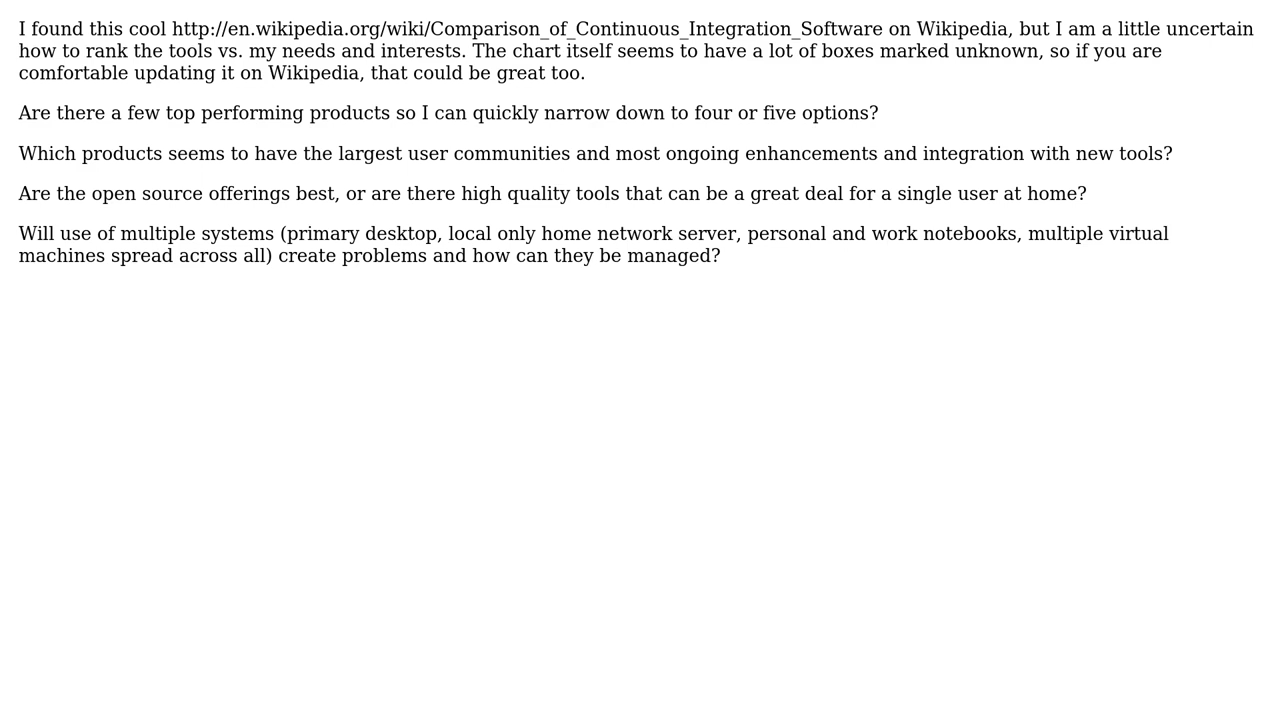 I found this cool http://en.wikipedia.org/wiki/Comparison_of_Continuous_Integration_Software on Wikipedia, but I am a little uncertain
how to rank the tools vs. my needs and interests. The chart itself seems to have a lot of boxes marked unknown, so if you are
comfortable updating it on Wikipedia, that could be great too.
Are there a few top performing products so I can quickly narrow down to four or five options?
Which products seems to have the largest user communities and most ongoing enhancements and integration with new tools?
Are the open source offerings best, or are there high quality tools that can be a great deal for a single user at home?
Will use of multiple systems (primary desktop, local only home network server, personal and work notebooks, multiple virtual
machines spread across all) create problems and how can they be managed?